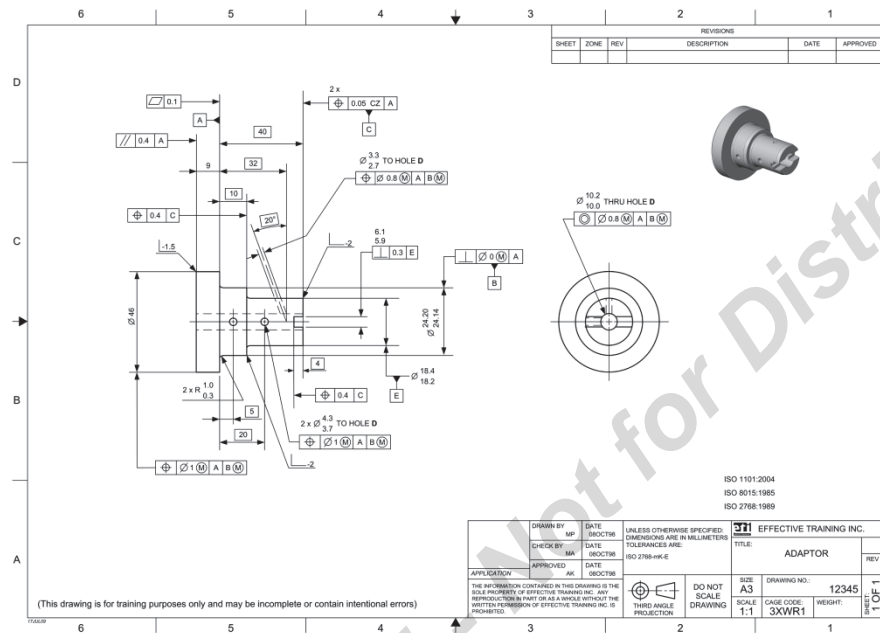 6 5 4 3 2 1
D
C
B
A
REVISIONS
SHEET ZONE REV DESCRIPTION DATE APPROVED
2 x
⌖ 0.05 CZ A
C
▱ 0.1
A
// 0.4 A
40
9 32
10
⌖ 0.4 C
20°
Ø 3.3 TO HOLE D
2.7
⌖ Ø 0.8 Ⓜ A B Ⓜ
-1.5
-2
6.1
5.9
⊥ 0.3 E
⊥ Ø 0 Ⓜ A
B
Ø 10.2 THRU HOLE D
10.0
◎ Ø 0.8 Ⓜ A B Ⓜ
Ø 46
Ø 24.20
24.14
4
Ø 18.4
18.2
E
⌖ 0.4 C
2 x R 1.0
0.3
5
20
2 x Ø 4.3 TO HOLE D
3.7
⌖ Ø 1 Ⓜ A B Ⓜ
⌖ Ø 1 Ⓜ A B Ⓜ
-2
ISO 1101:2004
ISO 8015:1985
ISO 2768:1989
DRAWN BY MP DATE 08OCT96
CHECK BY MA DATE 08OCT96
APPROVED AK DATE 08OCT96
APPLICATION
UNLESS OTHERWISE SPECIFIED:
DIMENSIONS ARE IN MILLIMETERS
TOLERANCES ARE:
ISO 2768-mK-E
THE INFORMATION CONTAINED IN THIS DRAWING IS THE
SOLE PROPERTY OF EFFECTIVE TRAINING INC. ANY
REPRODUCTION IN PART OR AS A WHOLE WITHOUT THE
WRITTEN PERMISSION OF EFFECTIVE TRAINING INC. IS
PROHIBITED.
THIRD ANGLE
PROJECTION
DO NOT
SCALE
DRAWING
eti EFFECTIVE TRAINING INC.
TITLE:
ADAPTOR
REV
SIZE
A3
DRAWING NO.:
12345
SCALE
1:1
CAGE CODE:
3XWR1
WEIGHT:
SHEET:
1 OF 1
(This drawing is for training purposes only and may be incomplete or contain intentional errors)
6 5 4 3 2 1
- Not for Distri